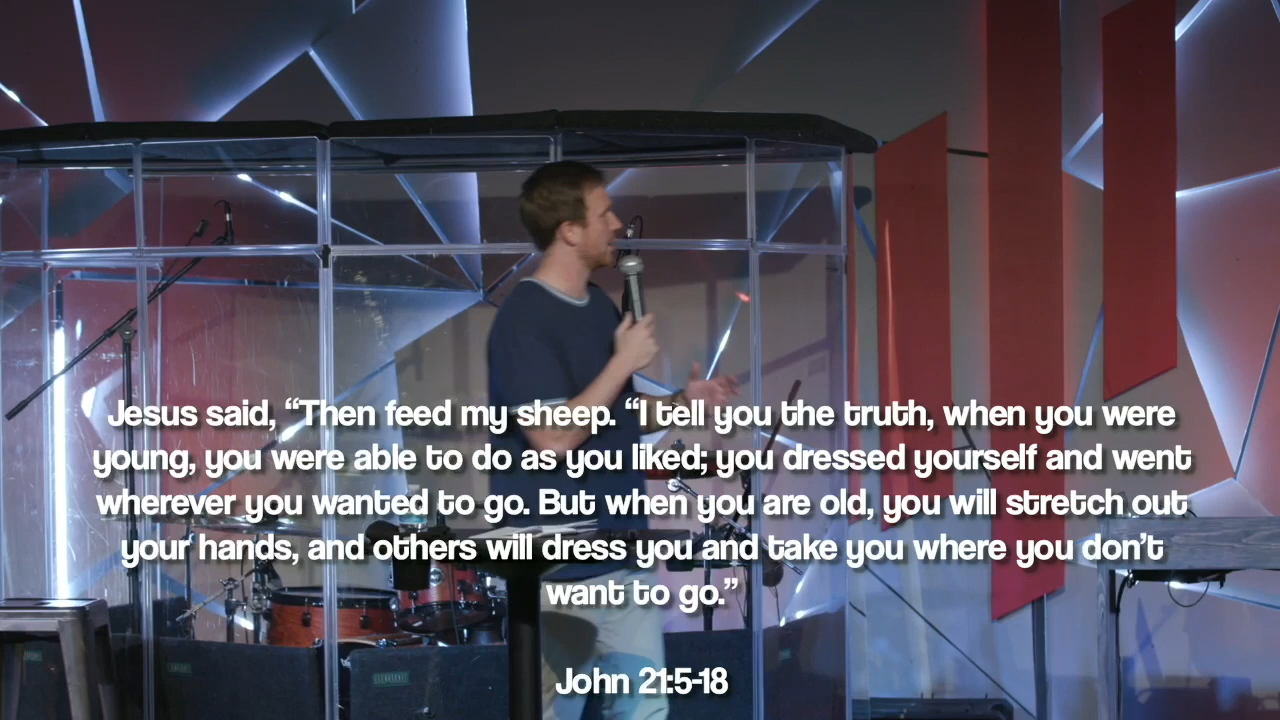 Jesus said, “Then feed my sheep. “I tell you the truth, when you were
young, you were able to do as you liked; you dressed yourself and went
wherever you wanted to go. But when you are old, you will stretch out
your hands, and others will dress you and take you where you don’t
want to go.”
John 21:5-18